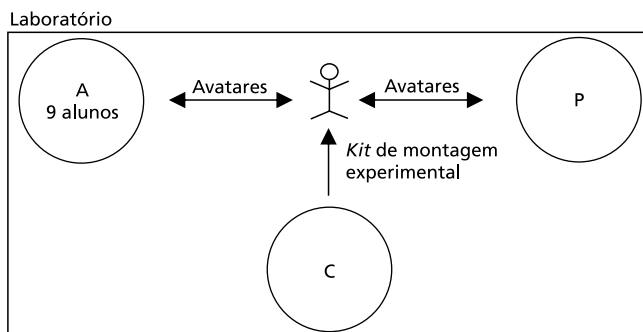 Laboratório
A
9 alunos
Avatares
Avatares
P
Kit de montagem
experimental
C